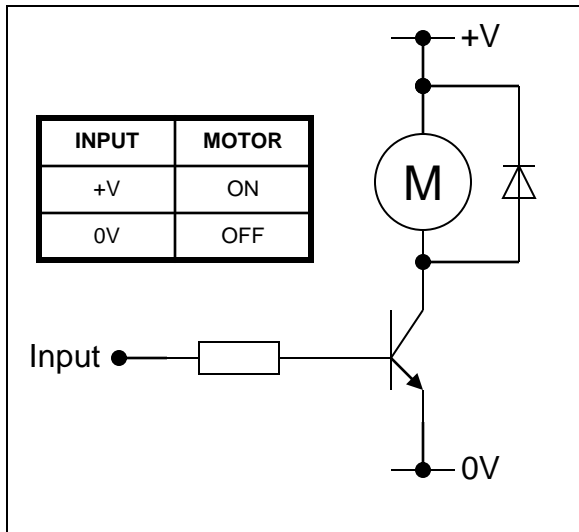 +V
INPUT MOTOR
+V ON
0V OFF
M
Input
0V